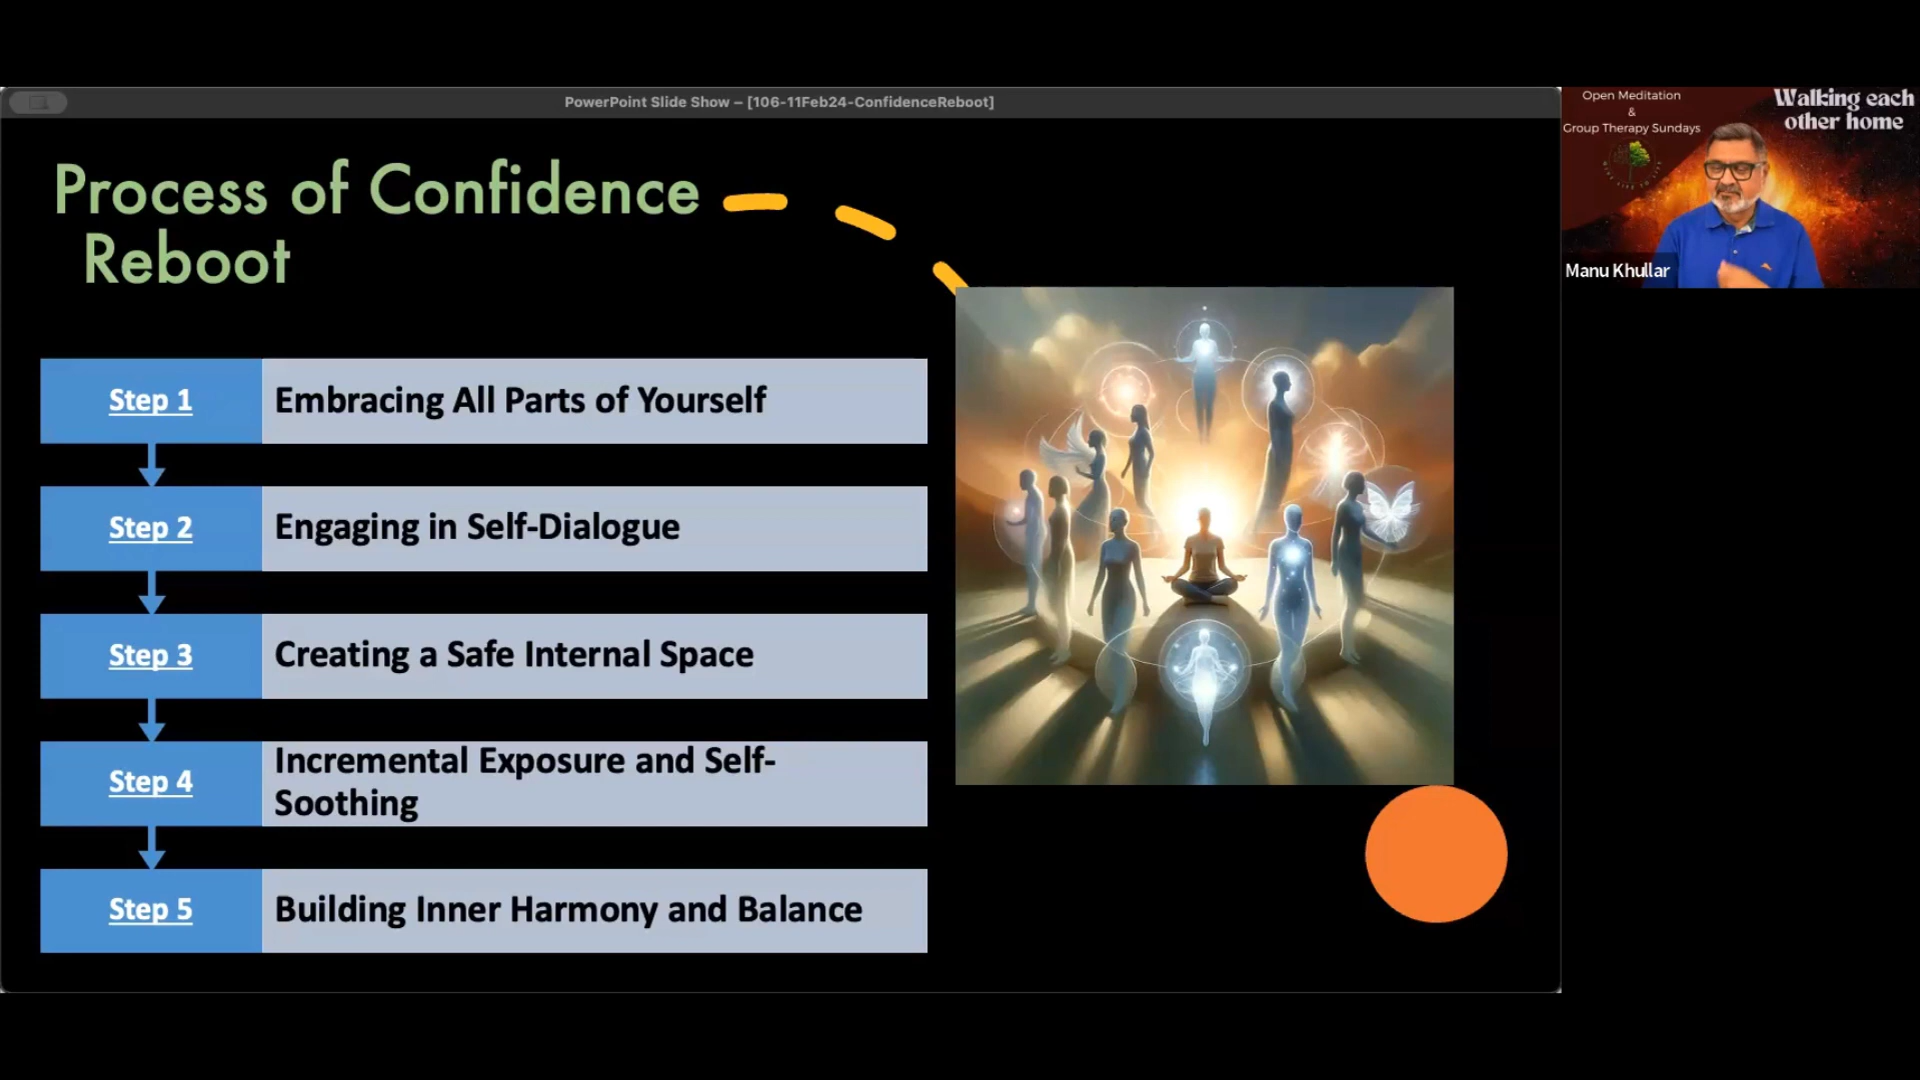 PowerPoint Slide Show – [106-11Feb24-ConfidenceReboot]
Process of Confidence
Reboot
Step 1
Embracing All Parts of Yourself
Step 2
Engaging in Self-Dialogue
Step 3
Creating a Safe Internal Space
Step 4
Incremental Exposure and Self-
Soothing
Step 5
Building Inner Harmony and Balance
Open Meditation
&
Group Therapy Sundays
Walking each
other home
Manu Khullar